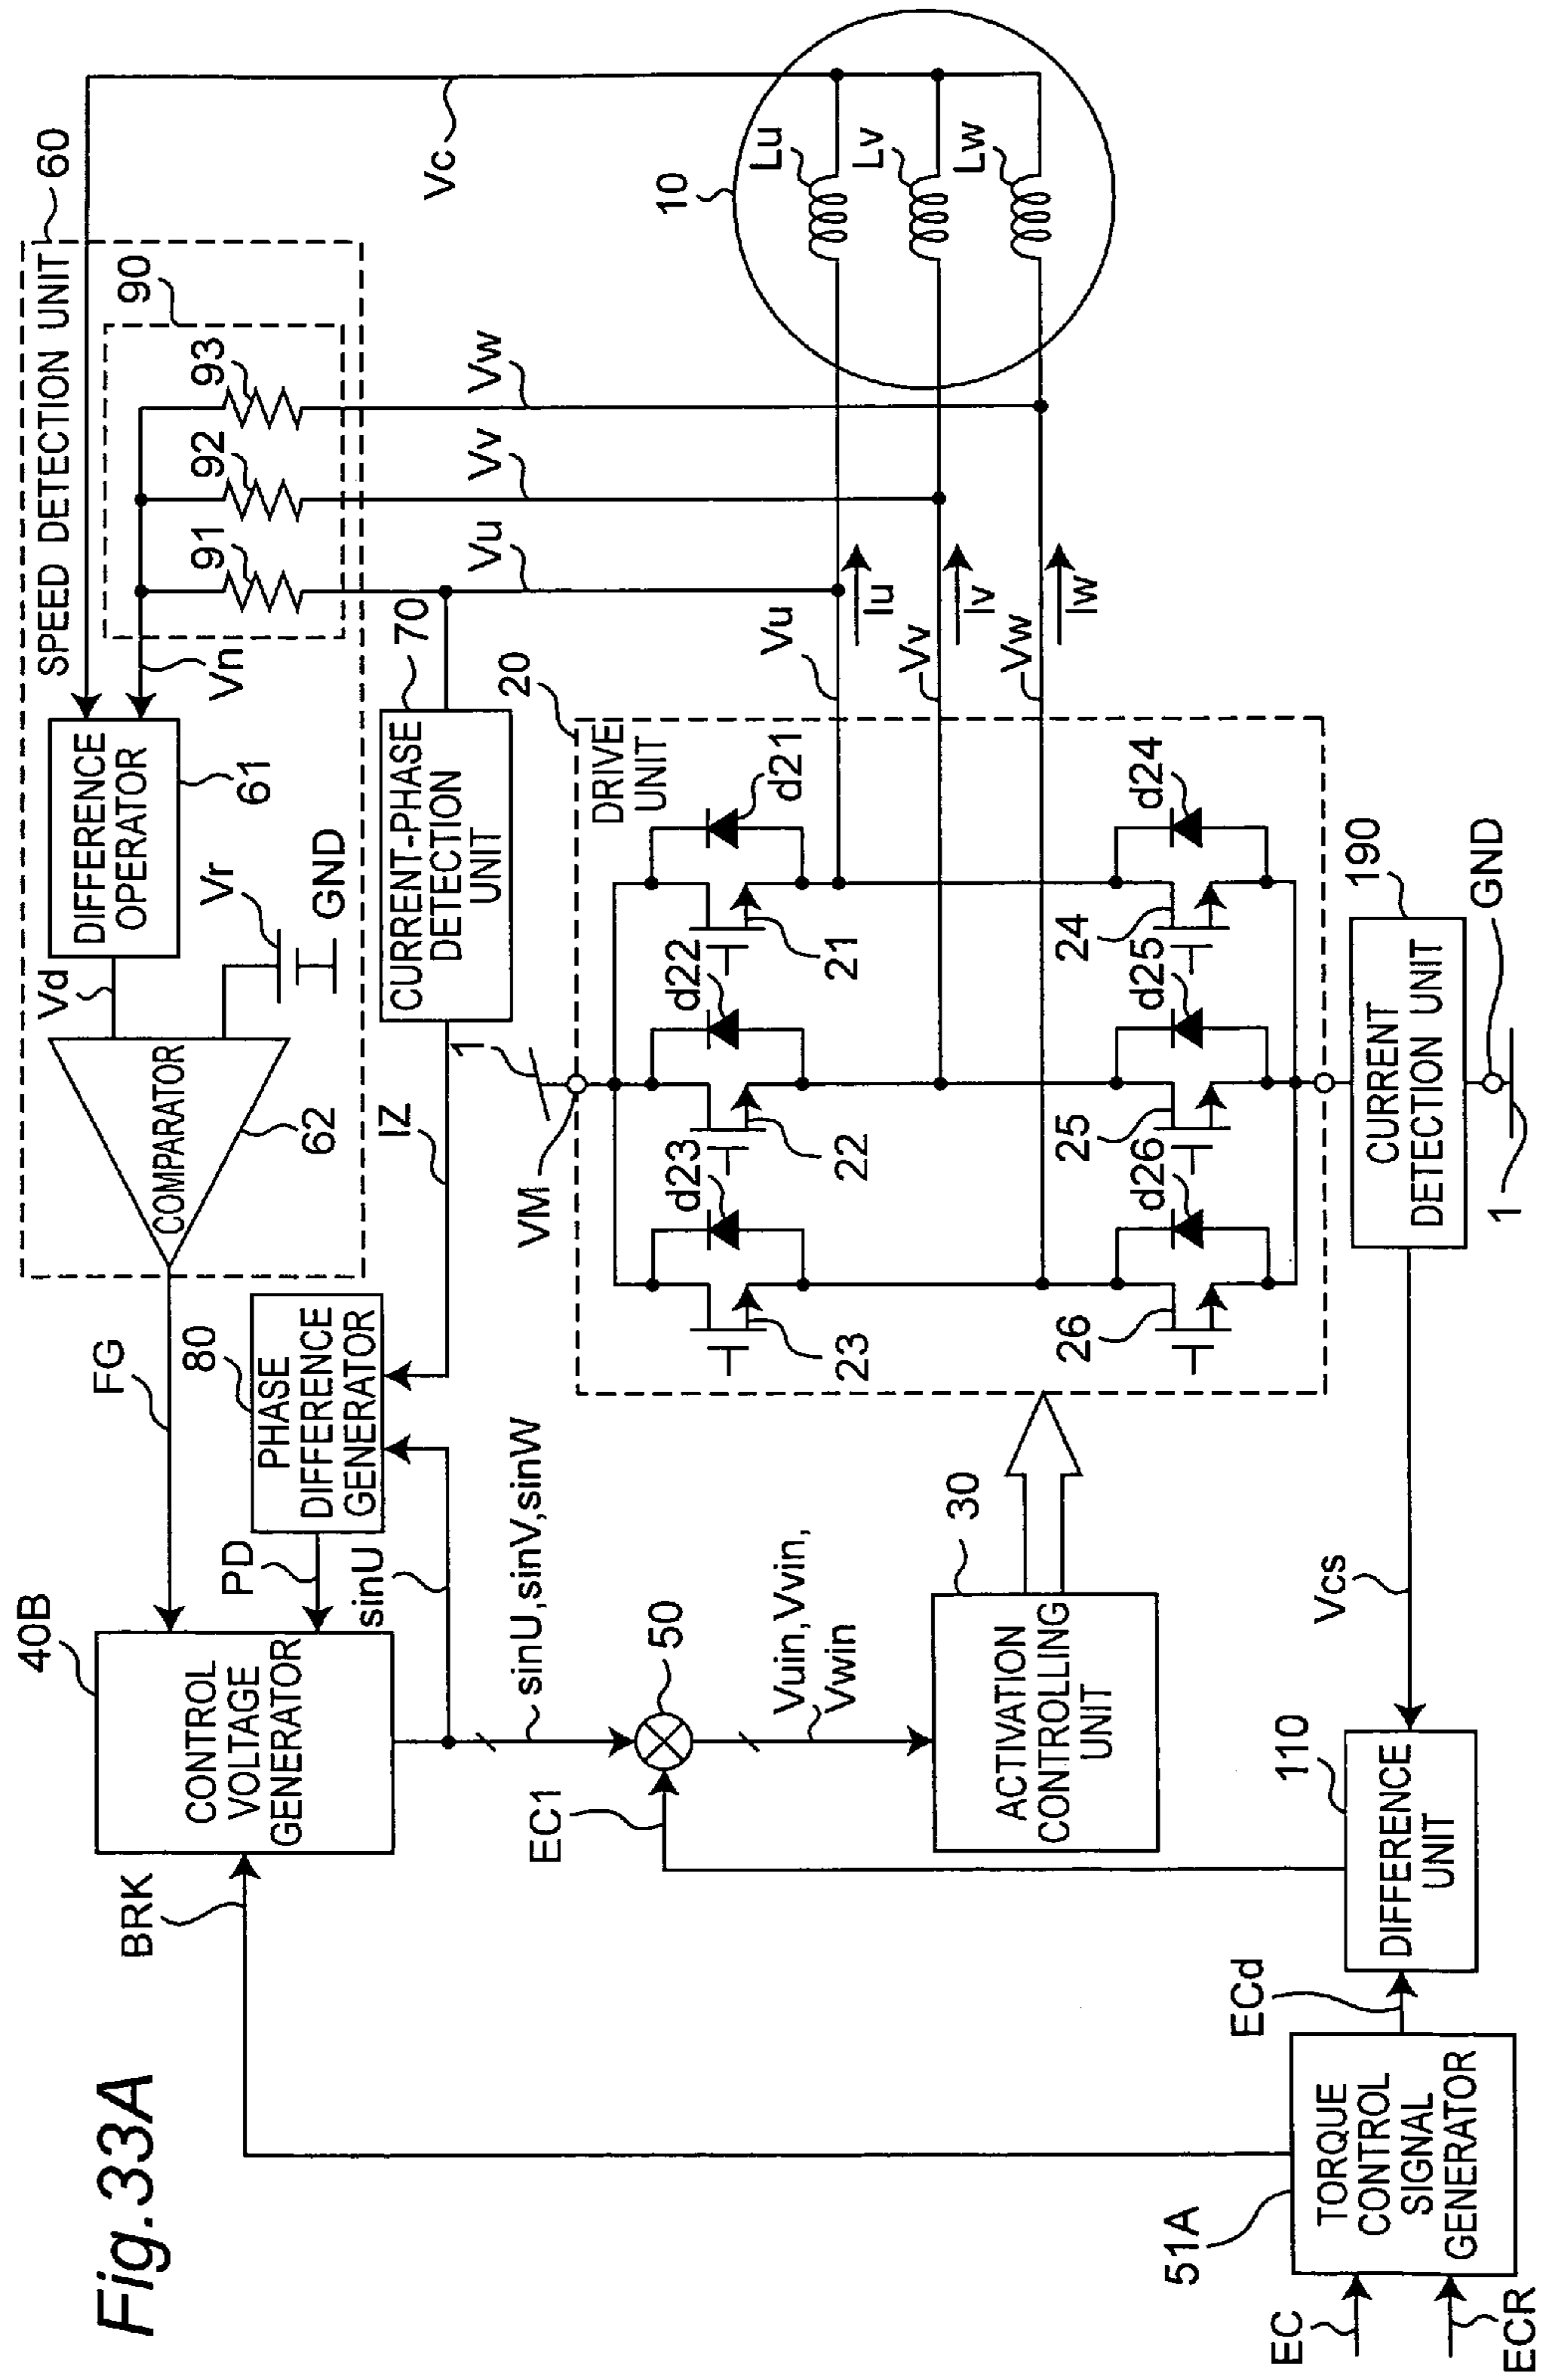 Fig.33A
EC
ECR
51A
TORQUE
CONTROL
SIGNAL
GENERATOR
ECd
BRK
110
DIFFERENCE
UNIT
EC1
Vcs
40B
CONTROL
VOLTAGE
GENERATOR
FG
PD
sinU
80
PHASE
DIFFERENCE
GENERATOR
sinU,sinV,sinW
50
Vuin,Vvin,
Vwin
30
ACTIVATION
CONTROLLING
UNIT
SPEED DETECTION UNIT
60
COMPARATOR
62
Vd
Vr
GND
DIFFERENCE
OPERATOR
61
Vn
90
91
92
93
Vc
IZ
70
CURRENT-PHASE
DETECTION
UNIT
Vu
Vv
Vw
20
DRIVE
UNIT
VM
1
d23
d22
d21
23
22
21
d26
d25
d24
26
25
24
Vu
Vv
Vw
Iu
Iv
Iw
10
Lu
Lv
Lw
190
CURRENT
DETECTION UNIT
GND
1